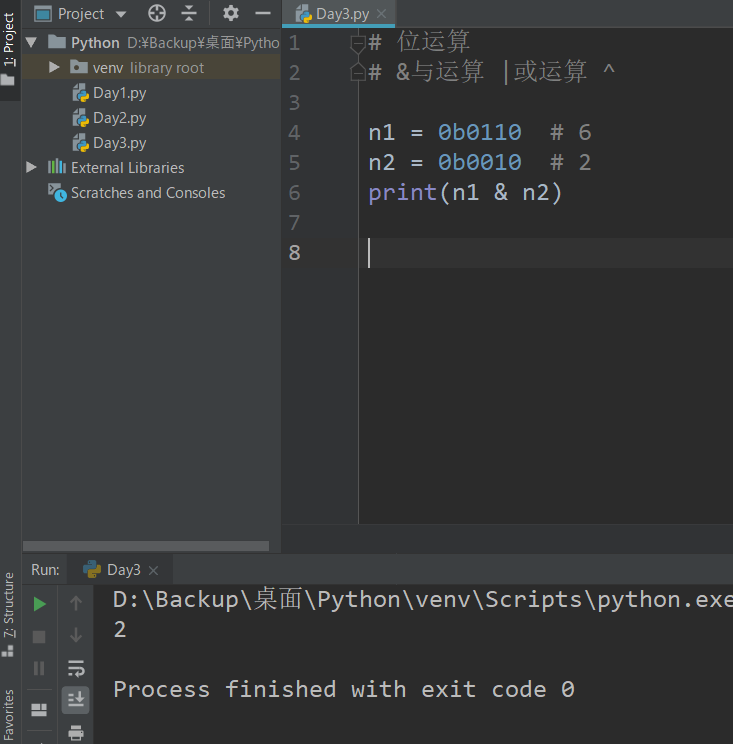 Project
Day3.py
1: Project
Python D:¥Backup¥桌面¥Pytho
venv library root
Day1.py
Day2.py
Day3.py
External Libraries
Scratches and Consoles
1 # 位运算
2 # &与运算 |或运算 ^
3
4 n1 = 0b0110 # 6
5 n2 = 0b0010 # 2
6 print(n1 & n2)
7
8
Run: Day3
D:\Backup\桌面\Python\venv\Scripts\python.exe
2
Process finished with exit code 0
7: Structure
Favorites